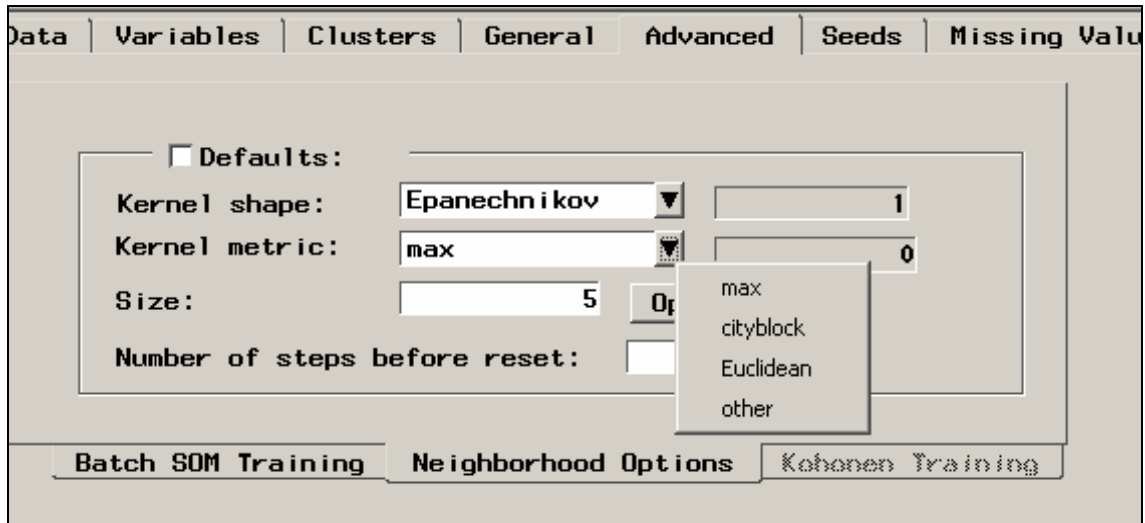 Data Variables Clusters General Advanced Seeds Missing Valu
Defaults:
Kernel shape: Epanechnikov 1
Kernel metric: max 0
max
Size: 5 Op
cityblock
Number of steps before reset:
Euclidean
other
Batch SOM Training Neighborhood Options Kohonen Training